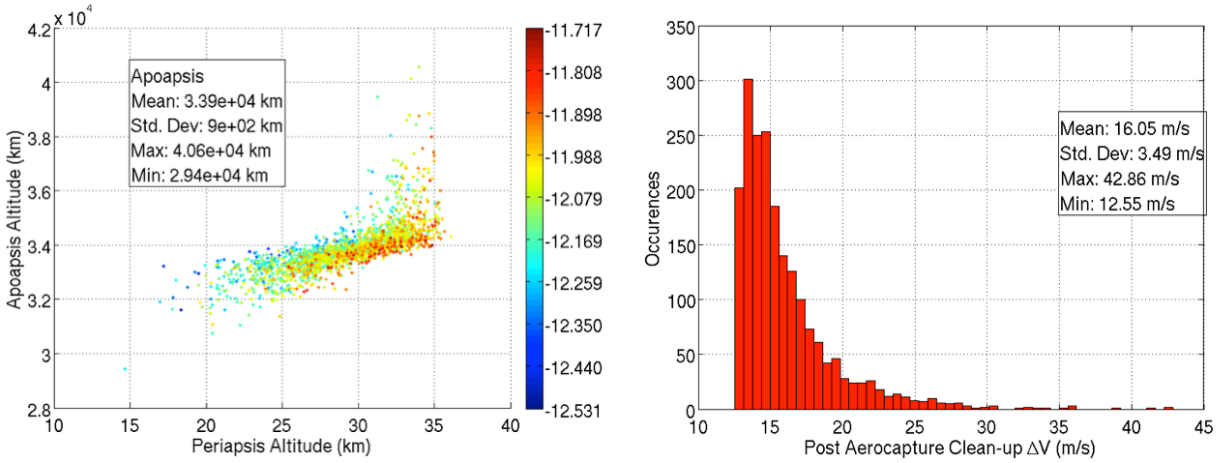 x 10⁴
4.2
4
3.8
3.6
3.4
3.2
3
2.8
Apoapsis Altitude (km)
Apoapsis
Mean: 3.39e+04 km
Std. Dev: 9e+02 km
Max: 4.06e+04 km
Min: 2.94e+04 km
10 15 20 25 30 35 40
Periapsis Altitude (km)
-11.717
-11.808
-11.898
-11.988
-12.079
-12.169
-12.259
-12.350
-12.440
-12.531
350
300
250
200
150
100
50
0
Occurences
Mean: 16.05 m/s
Std. Dev: 3.49 m/s
Max: 42.86 m/s
Min: 12.55 m/s
10 15 20 25 30 35 40 45
Post Aerocapture Clean-up ΔV (m/s)